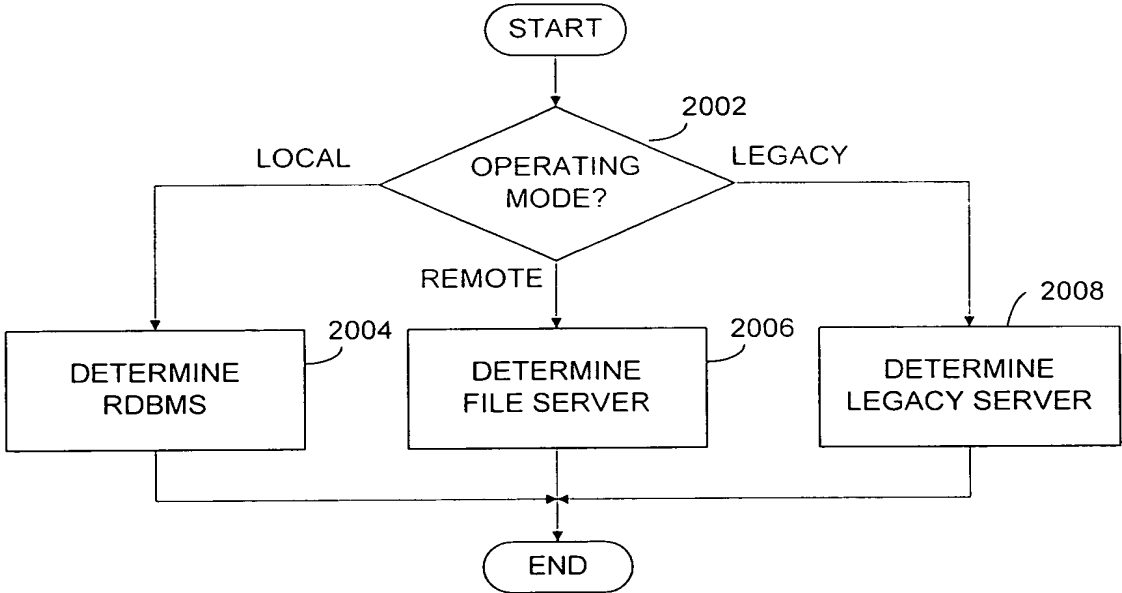 START
2002
LOCAL
OPERATING
MODE?
LEGACY
REMOTE
2004
DETERMINE
RDBMS
2006
DETERMINE
FILE SERVER
2008
DETERMINE
LEGACY SERVER
END